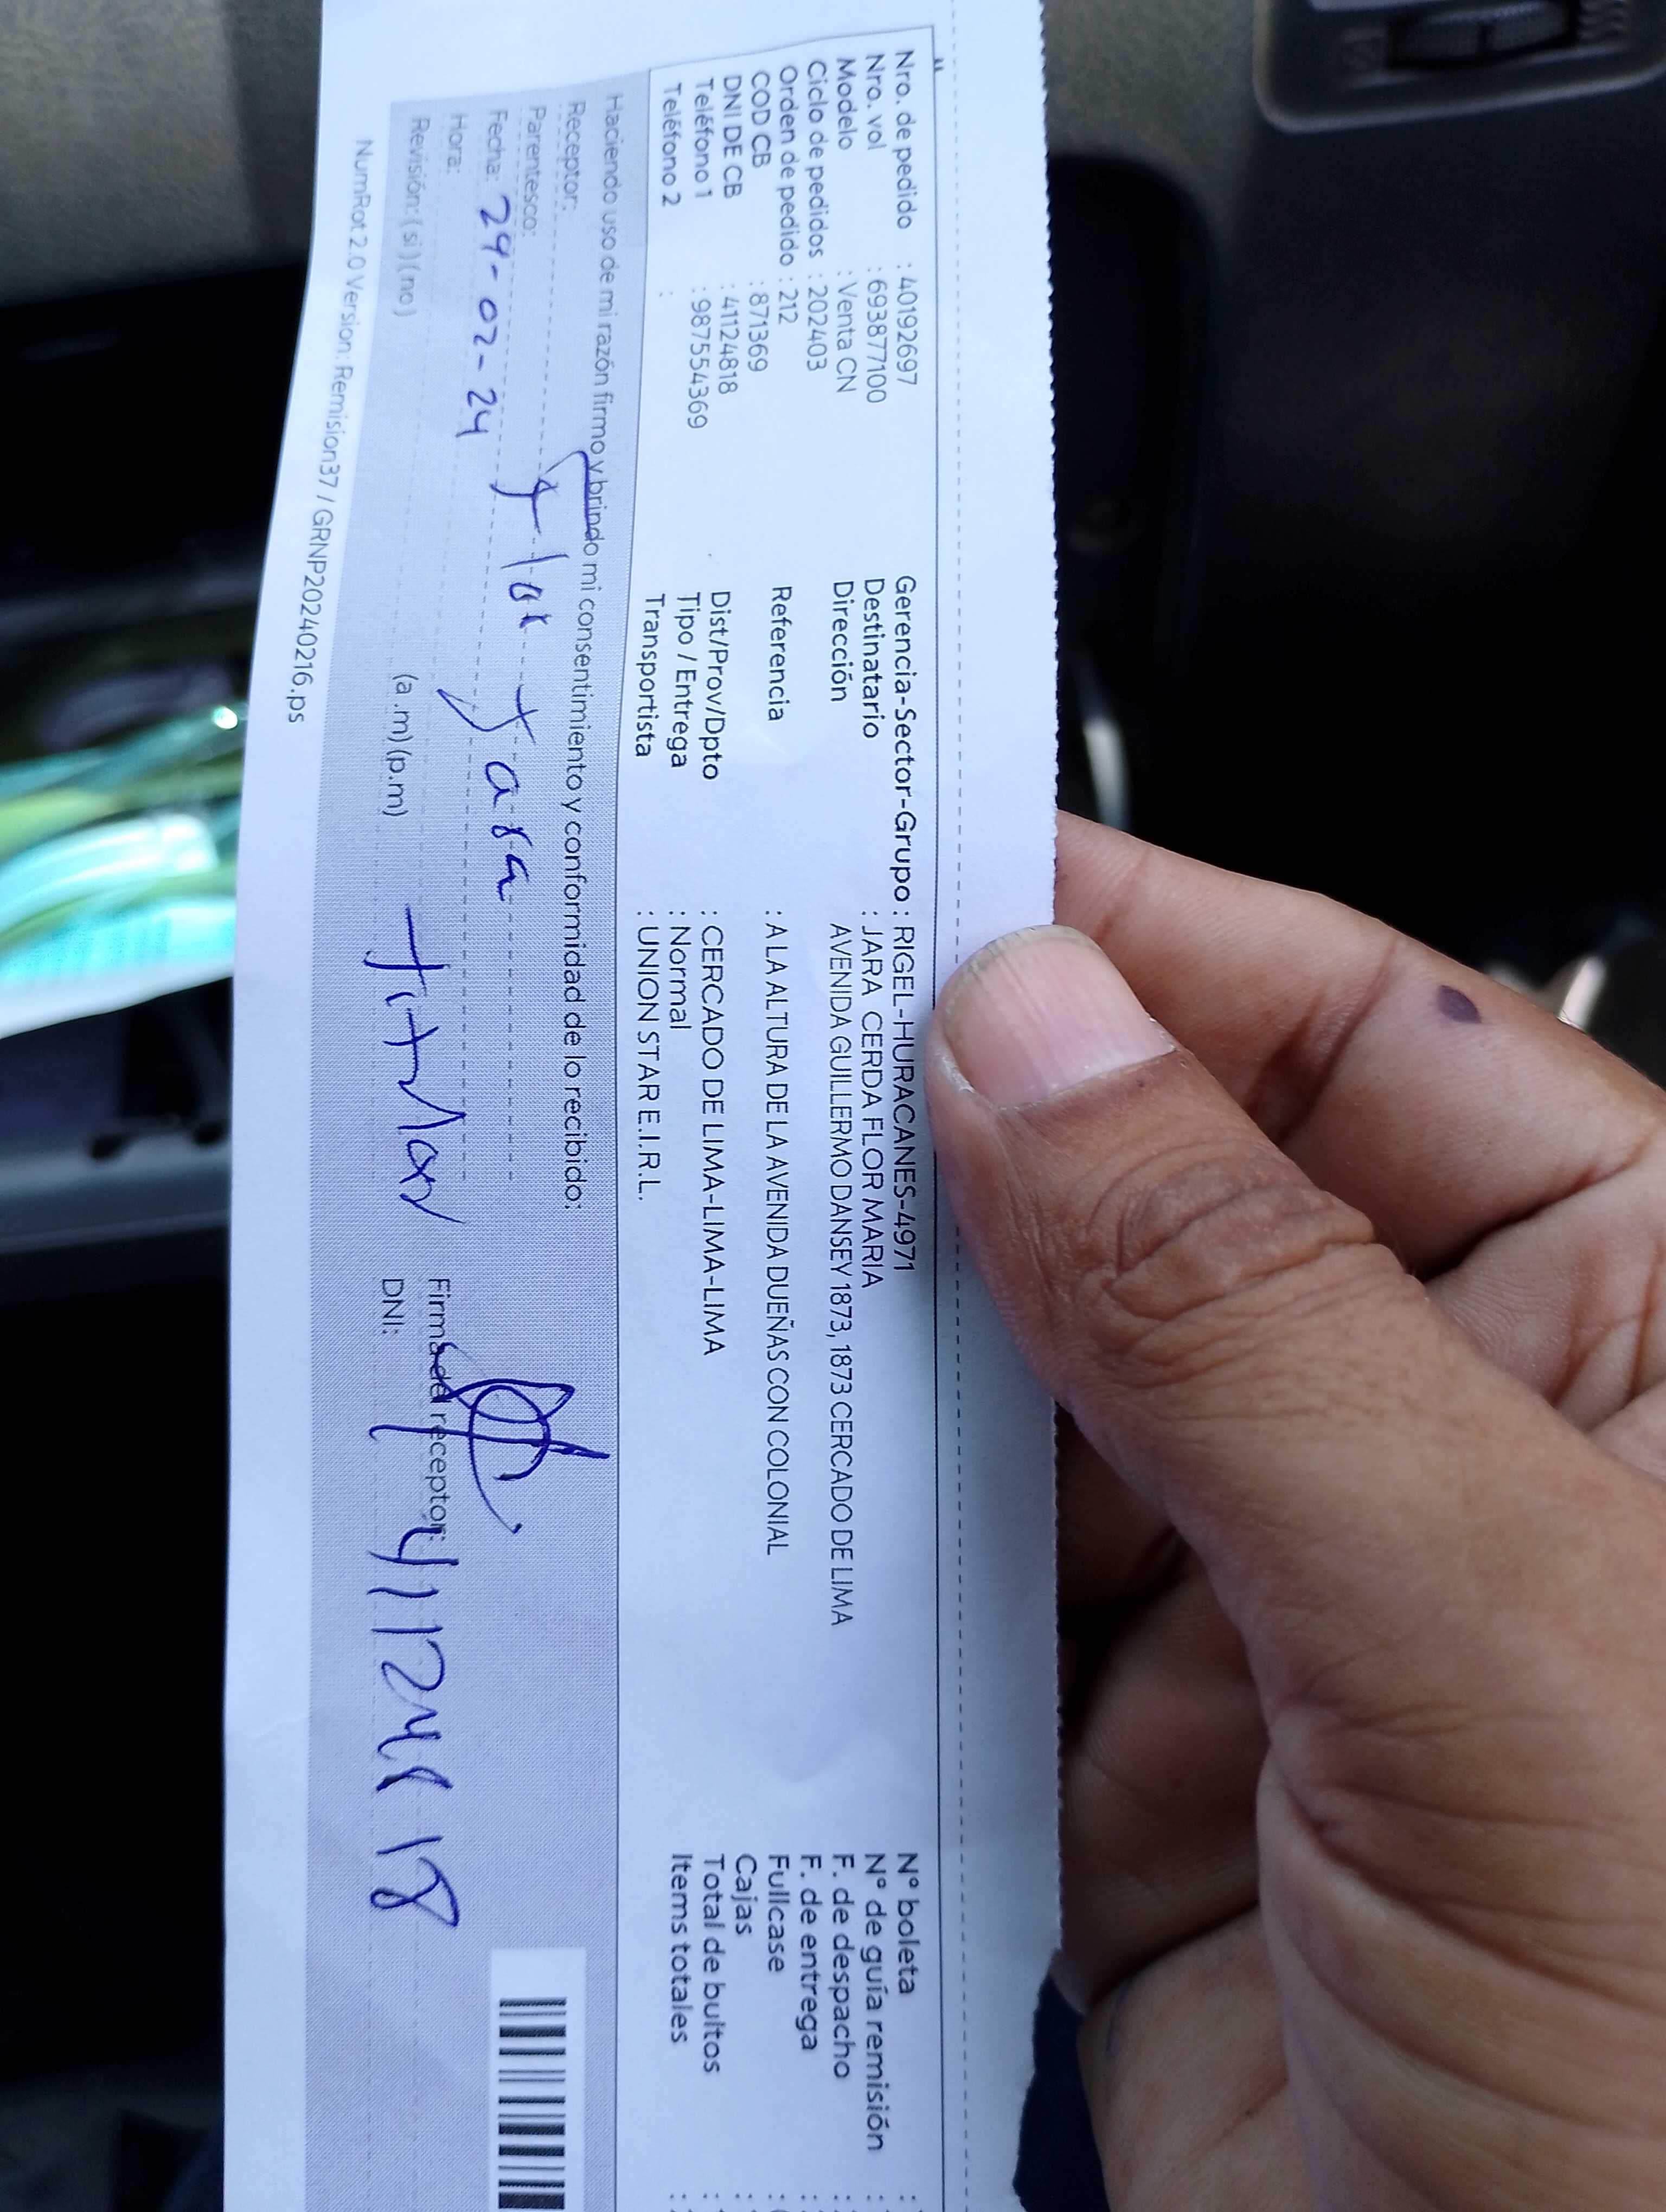 Nro. de pedido : 40192697
Nro. vol : 693877100
Modelo : Venta CN
Ciclo de pedidos : 202403
Orden de pedido : 212
COD CB : 871369
DNI DE CB : 41124818
Teléfono 1 : 987554369
Teléfono 2 :
Gerencia-Sector-Grupo : RIGEL-HURACANES-4971
Destinatario : JARA CERDA FLOR MARIA
Dirección AVENIDA GUILLERMO DANSEY 1873, 1873 CERCADO DE LIMA
Referencia : A LA ALTURA DE LA AVENIDA DUEÑAS CON COLONIAL
Dist/Prov/Dpto : CERCADO DE LIMA-LIMA-LIMA
Tipo / Entrega : Normal
Transportista : UNION STAR E.I.R.L.
N° boleta :
N° de guía remisión :
F. de despacho :
F. de entrega :
Fullcase :
Cajas :
Total de bultos :
Items totales :
Haciendo uso de mi razón firmo y brindo mi consentimiento y conformidad de lo recibido:
Receptor: Flor Jara
Parentesco: titular
Fecha: 29-02-24
Hora: (a.m) (p.m)
Revisión: (si) (no)
Firma del receptor:
DNI: 41124818
NumRot 2.0 Version: Remision37 / GRNP20240216.ps